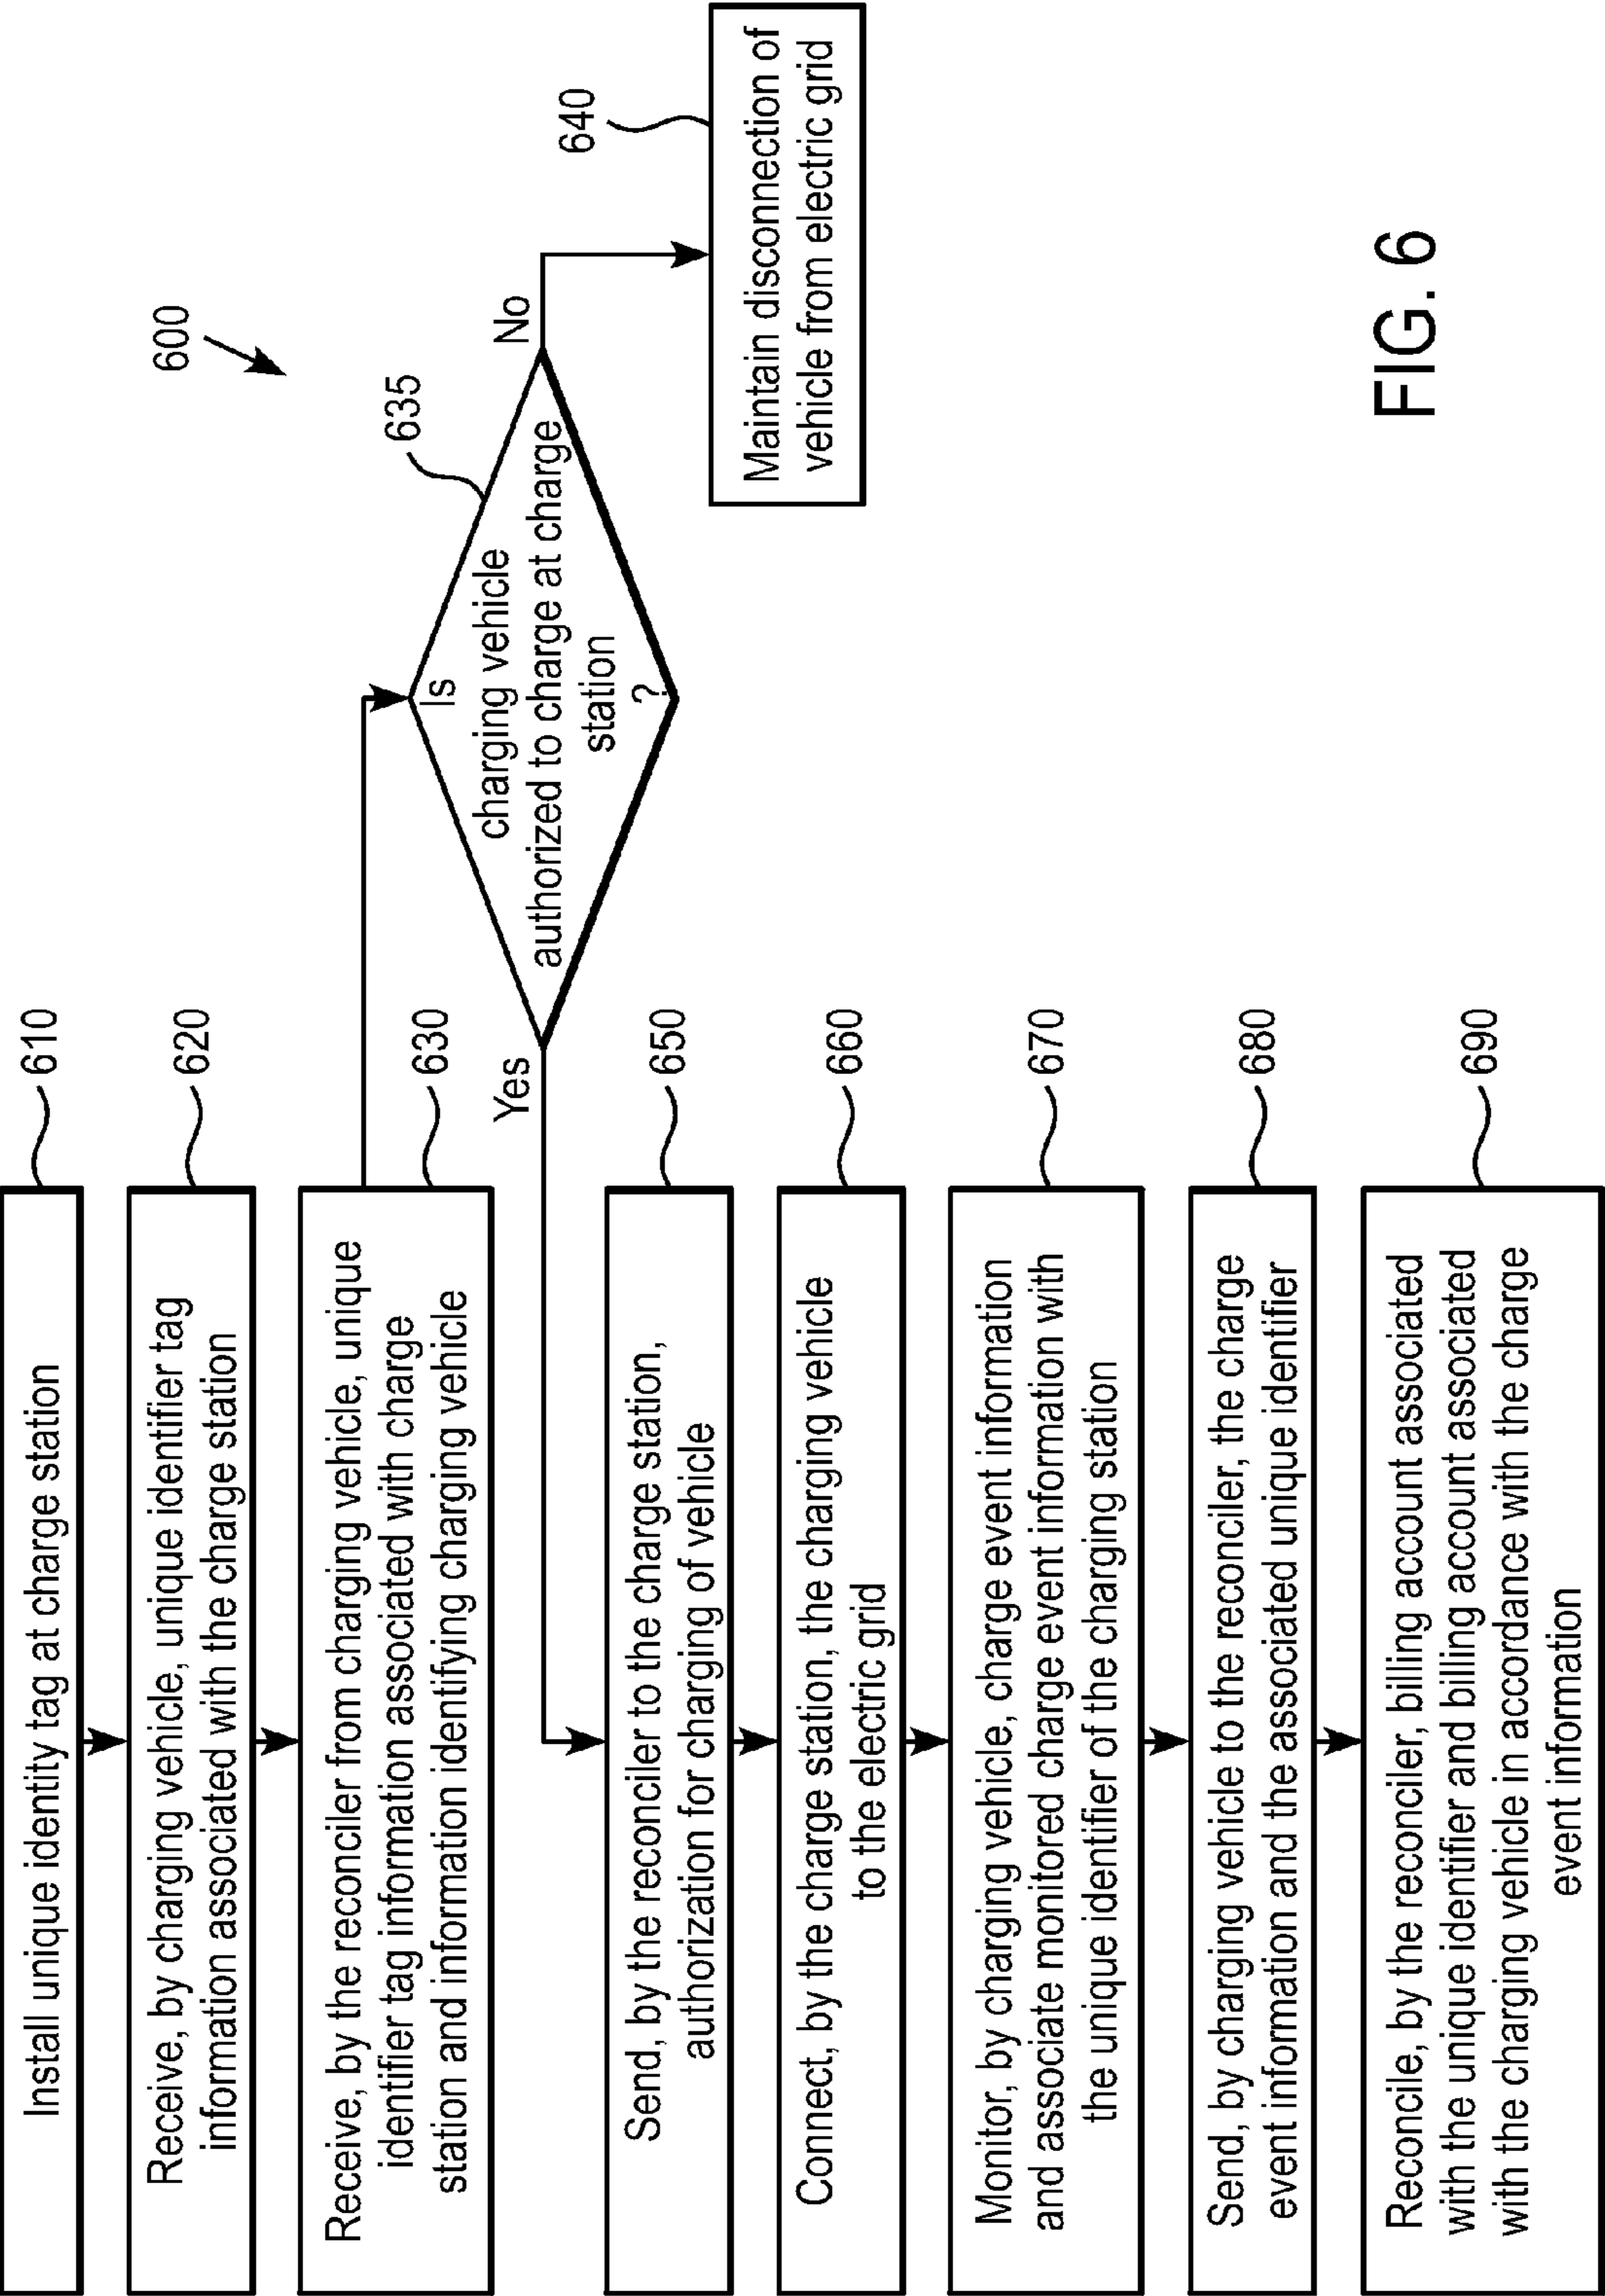 600
Install unique identity tag at charge station
610
Receive, by charging vehicle, unique identifier tag
information associated with the charge station
620
Receive, by the reconciler from charging vehicle, unique
identifier tag information associated with charge
station and information identifying charging vehicle
630
Is
charging vehicle
authorized to charge at charge
station
?
635
No
Yes
Maintain disconnection of
vehicle from electric grid
640
Send, by the reconciler to the charge station,
authorization for charging of vehicle
650
Connect, by the charge station, the charging vehicle
to the electric grid
660
Monitor, by charging vehicle, charge event information
and associate monitored charge event information with
the unique identifier of the charging station
670
Send, by charging vehicle to the reconciler, the charge
event information and the associated unique identifier
680
Reconcile, by the reconciler, billing account associated
with the unique identifier and billing account associated
with the charging vehicle in accordance with the charge
event information
690
FIG. 6